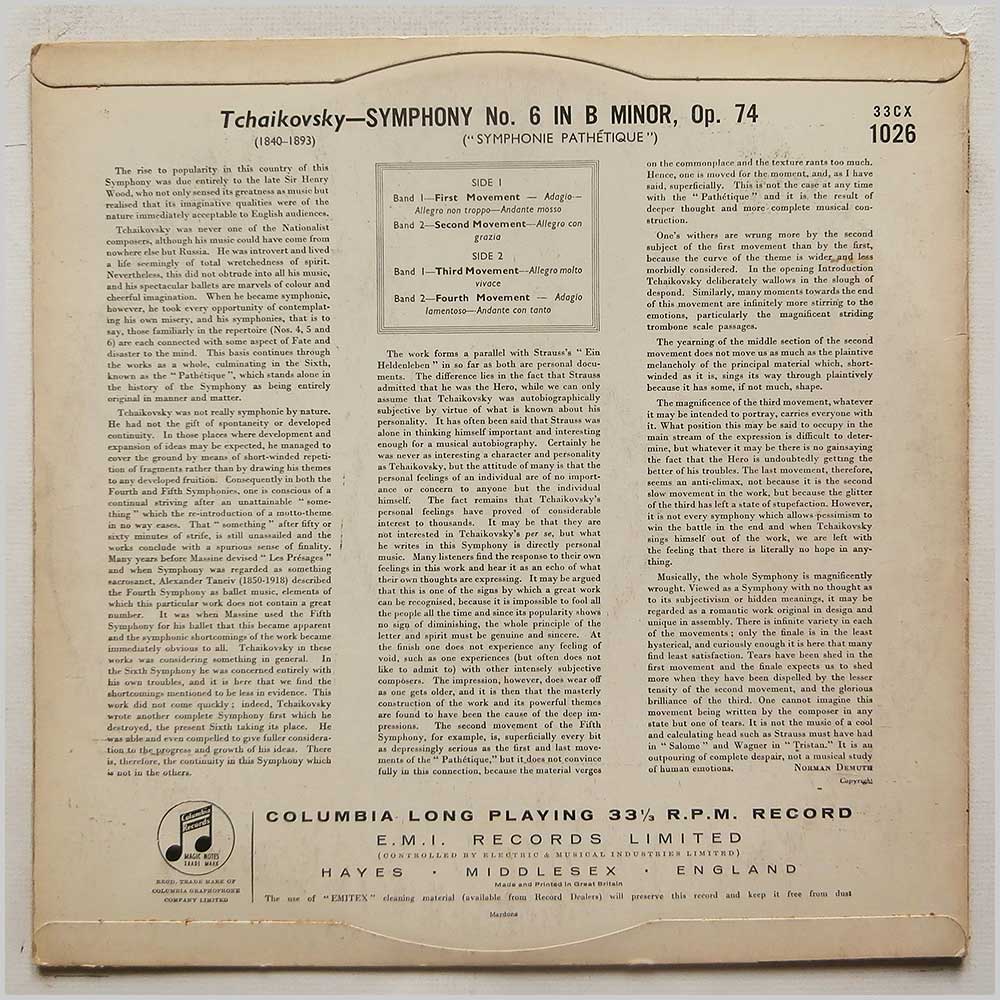 Tchaikovsky—SYMPHONY No. 6 IN B MINOR, Op. 74
(1840-1893)
("SYMPHONIE PATHÉTIQUE")
33CX
1026
The rise to popularity in this country of this
Symphony was due entirely to the late Sir Henry
Wood, who not only sensed its greatness as music but
realised that its imaginative qualities were of the
nature immediately acceptable to English audiences.
Tchaikovsky was never one of the Nationalist
composers, although his music could have come from
nowhere else but Russia. He was introvert and lived
a life seemingly of total wretchedness of spirit.
Nevertheless, this did not obtrude into all his music,
and his spectacular ballets are marvels of colour and
cheerful imagination. When he became symphonic,
however, he took every opportunity of contemplat-
ing his own misery, and his symphonies, that is to
say, those familiarly in the repertoire (Nos. 4, 5 and
6) are each connected with some aspect of Fate and
disaster to the mind. This basis continues through
the works as a whole, culminating in the Sixth,
known as the "Pathétique", which stands alone in
the history of the Symphony as being entirely
original in manner and matter.
Tchaikovsky was not really symphonic by nature.
He had not the gift of spontaneity or developed
continuity. In those places where development and
expansion of ideas may be expected, he managed to
cover the ground by means of short-winded repeti-
tion of fragments rather than by drawing his themes
to any developed fruition. Consequently in both the
Fourth and Fifth Symphonies, one is conscious of a
continual striving after an unattainable "some-
thing" which the re-introduction of a motto-theme
in no way eases. That "something" after fifty or
sixty minutes of strife, is still unassailed and the
works conclude with a spurious sense of finality.
Many years before Massine devised "Les Présages"
and when Symphony was regarded as something
sacrosanct, Alexander Taneiv (1850-1918) described
the Fourth Symphony as ballet music, elements of
which this particular work does not contain a great
number. It was when Massine used the Fifth
Symphony for his ballet that this became apparent
and the symphonic shortcomings of the work became
immediately obvious to all. Tchaikovsky in these
works was considering something in general. In
the Sixth Symphony he was concerned entirely with
his own troubles, and it is here that we find the
shortcomings mentioned to be less in evidence. This
work did not come quickly; indeed, Tchaikovsky
wrote another complete Symphony first which he
destroyed, the present Sixth taking its place. He
was able and even compelled to give fuller considera-
tion to the progress and growth of his ideas. There
is, therefore, the continuity in this Symphony which
is not in the others.
SIDE 1
Band 1—First Movement — Adagio—
Allegro non troppo—Andante mosso
Band 2—Second Movement—Allegro con
grazia
SIDE 2
Band 1—Third Movement—Allegro molto
vivace
Band 2—Fourth Movement — Adagio
lamentoso—Andante con tanto
The work forms a parallel with Strauss's "Ein
Heldenleben" in so far as both are personal docu-
ments. The difference lies in the fact that Strauss
admitted that he was the Hero, while we can only
assume that Tchaikovsky was autobiographically
subjective by virtue of what is known about his
personality. It has often been said that Strauss was
alone in thinking himself important and interesting
enough for a musical autobiography. Certainly he
was never as interesting a character and personality
as Tchaikovsky, but the attitude of many is that the
personal feelings of an individual are of no import-
ance or concern to anyone but the individual
himself. The fact remains that Tchaikovsky's
personal feelings have proved of considerable
interest to thousands. It may be that they are
not interested in Tchaikovsky's per se, but what
he writes in this Symphony is directly personal
music. Many listeners find the response to their own
feelings in this work and hear it as an echo of what
their own thoughts are expressing. It may be argued
that this is one of the signs by which a great work
can be recognised, because it is impossible to fool all
the people all the time and since its popularity shows
no sign of diminishing, the whole principle of the
letter and spirit must be genuine and sincere. At
the finish one does not experience any feeling of
void, such as one experiences (but often does not
like to admit to) with other intensely subjective
composers. The impression, however, does wear off
as one gets older, and it is then that the masterly
construction of the work and its powerful themes
are found to have been the cause of the deep im-
pressions. The second movement of the Fifth
Symphony, for example, is, superficially every bit
as depressingly serious as the first and last move-
ments of the "Pathétique," but it does not convince
fully in this connection, because the material verges
on the commonplace and the texture rants too much.
Hence, one is moved for the moment, and, as I have
said, superficially. This is not the case at any time
with the "Pathétique" and it is the result of
deeper thought and more complete musical con-
struction.
One's withers are wrung more by the second
subject of the first movement than by the first,
because the curve of the theme is wider and less
morbidly considered. In the opening Introduction
Tchaikovsky deliberately wallows in the slough of
despond. Similarly, many moments towards the end
of this movement are infinitely more stirring to the
emotions, particularly the magnificent striding
trombone scale passages.
The yearning of the middle section of the second
movement does not move us as much as the plaintive
melancholy of the principal material which, short-
winded as it is, sings its way through plaintively
because it has some, if not much, shape.
The magnificence of the third movement, whatever
it may be intended to portray, carries everyone with
it. What position this may be said to occupy in the
main stream of the expression is difficult to deter-
mine, but whatever it may be there is no gainsaying
the fact that the Hero is undoubtedly getting the
better of his troubles. The last movement, therefore,
seems an anti-climax, not because it is the second
slow movement in the work, but because the glitter
of the third has left a state of stupefaction. However,
it is not every symphony which allows pessimism to
win the battle in the end and when Tchaikovsky
sings himself out of the work, we are left with
the feeling that there is literally no hope in any-
thing.
Musically, the whole Symphony is magnificently
wrought. Viewed as a Symphony with no thought as
to its subjectivism or hidden meanings, it may be
regarded as a romantic work original in design and
unique in assembly. There is infinite variety in each
of the movements; only the finale is in the least
hysterical, and curiously enough it is here that many
find least satisfaction. Tears have been shed in the
first movement and the finale expects us to shed
more when they have been dispelled by the lesser
tensity of the second movement, and the glorious
brilliance of the third. One cannot imagine this
movement being written by the composer in any
state but one of tears. It is not the music of a cool
and calculating head such as Strauss must have had
in "Salome" and Wagner in "Tristan." It is an
outpouring of complete despair, not a musical study
of human emotions. NORMAN DEMUTH
Copyright
Columbia
Records
MAGIC NOTES
TRADE MARK
REGD. TRADE MARK OF
COLUMBIA GRAPHOPHONE
COMPANY LIMITED
COLUMBIA LONG PLAYING 33⅓ R.P.M. RECORD
E.M.I. RECORDS LIMITED
(CONTROLLED BY ELECTRIC & MUSICAL INDUSTRIES LIMITED)
HAYES · MIDDLESEX · ENGLAND
Made and Printed in Great Britain
The use of "EMITEX" cleaning material (available from Record Dealers) will preserve this record and keep it free from dust
Mardons